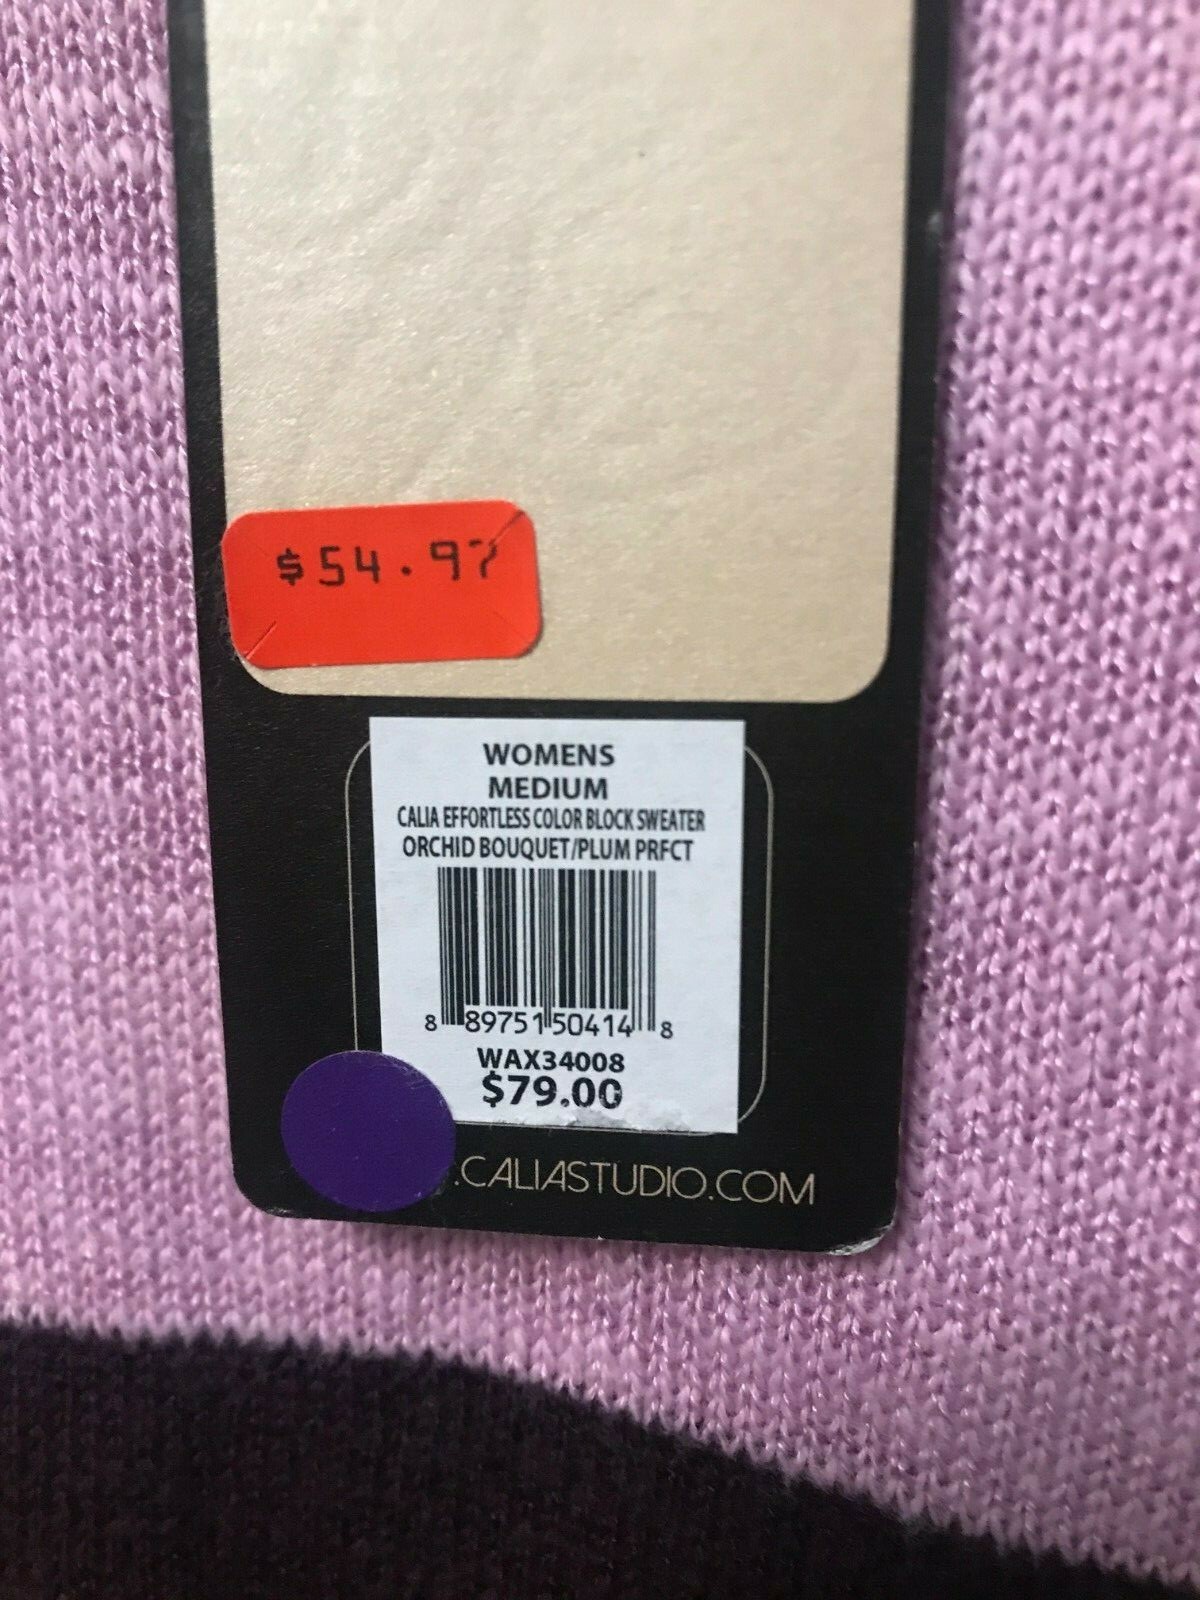 $54.97
WOMENS
MEDIUM
CALIA EFFORTLESS COLOR BLOCK SWEATER
ORCHID BOUQUET/PLUM PRFCT
8 89751 50414 8
WAX34008
$79.00
.CALIASTUDIO.COM